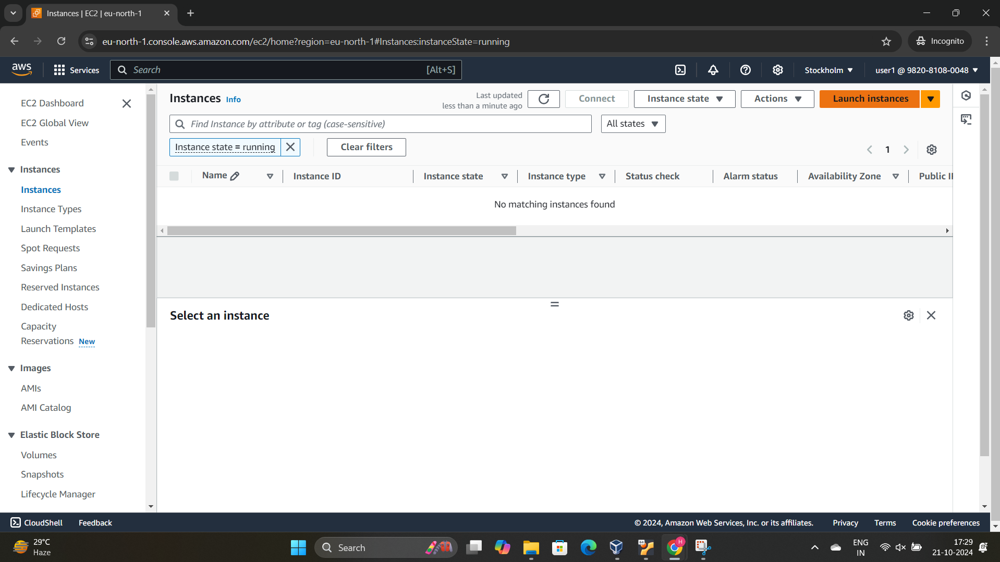 Instances | EC2 | eu-north-1
eu-north-1.console.aws.amazon.com/ec2/home?region=eu-north-1#Instances:instanceState=running
Incognito
aws
Services
Search
[Alt+S]
Stockholm
user1 @ 9820-8108-0048
EC2 Dashboard
EC2 Global View
Events
Instances
Instances
Instance Types
Launch Templates
Spot Requests
Savings Plans
Reserved Instances
Dedicated Hosts
Capacity
Reservations New
Images
AMIs
AMI Catalog
Elastic Block Store
Volumes
Snapshots
Lifecycle Manager
Instances Info
Last updated
less than a minute ago
Connect
Instance state
Actions
Launch instances
Find Instance by attribute or tag (case-sensitive)
All states
Instance state = running
Clear filters
1
Name
Instance ID
Instance state
Instance type
Status check
Alarm status
Availability Zone
Public I
No matching instances found
Select an instance
CloudShell
Feedback
© 2024, Amazon Web Services, Inc. or its affiliates.
Privacy
Terms
Cookie preferences
29°C
Haze
Search
64
H
ENG
IN
17:29
21-10-2024